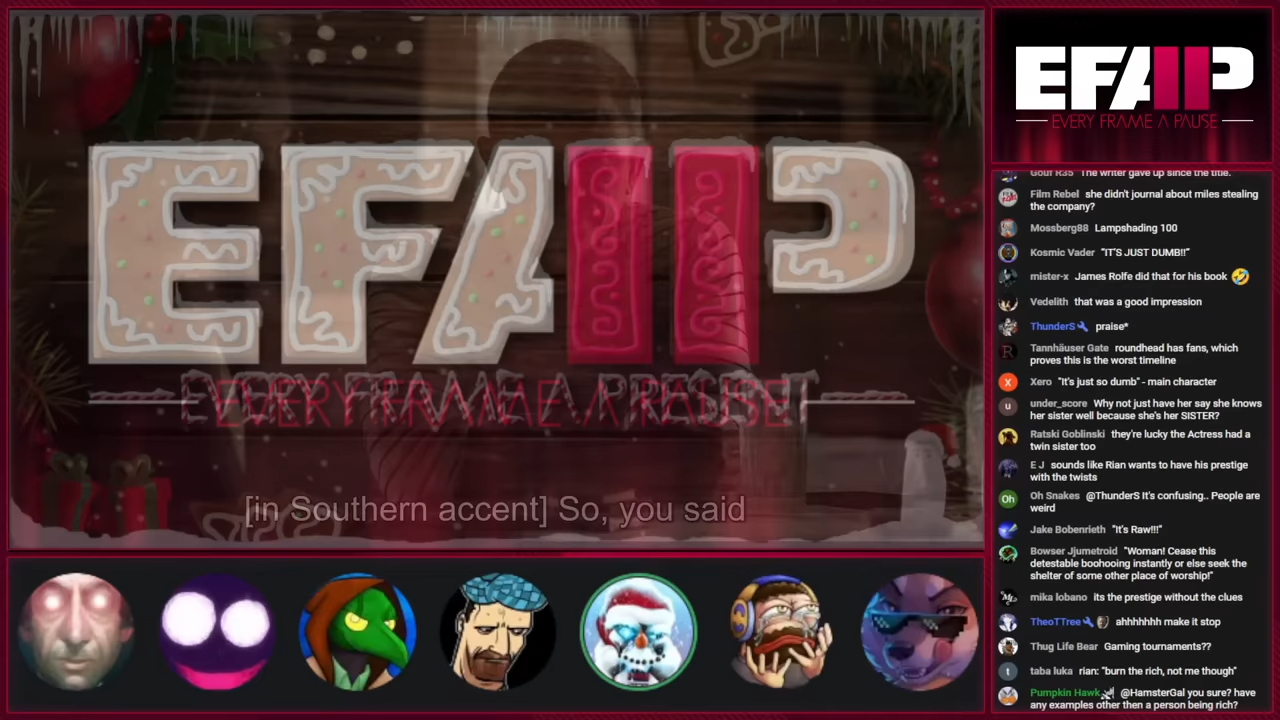 EFAP
EVERY FRAME A PAUSE
[in Southern accent] So, you said
EFAP
EVERY FRAME A PAUSE
Gouf R35 The writer gave up since the title.
Film Rebel she didn't journal about miles stealing
the company?
Mossberg88 Lampshading 100
Kosmic Vader "IT'S JUST DUMB!!"
mister-x James Rolfe did that for his book 🤣
Vedelith that was a good impression
ThunderS praise*
Tannhäuser Gate roundhead has fans, which
proves this is the worst timeline
X
Xero "It's just so dumb" - main character
u
under_score Why not just have her say she knows
her sister well because she's her SISTER?
Ratski Goblinski they're lucky the Actress had a
twin sister too
E J sounds like Rian wants to have his prestige
with the twists
Oh
Oh Snakes @ThunderS It's confusing.. People are
weird
Jake Bobenrieth "It's Raw!!!"
Bowser Jjumetroid "Woman! Cease this
detestable boohooing instantly or else seek the
shelter of some other place of worship!"
mika lobano its the prestige without the clues
TheoTTree ahhhhhhh make it stop
Thug Life Bear Gaming tournaments??
t
taba luka rian: "burn the rich, not me though"
Pumpkin Hawk @HamsterGal you sure? have
any examples other then a person being rich?